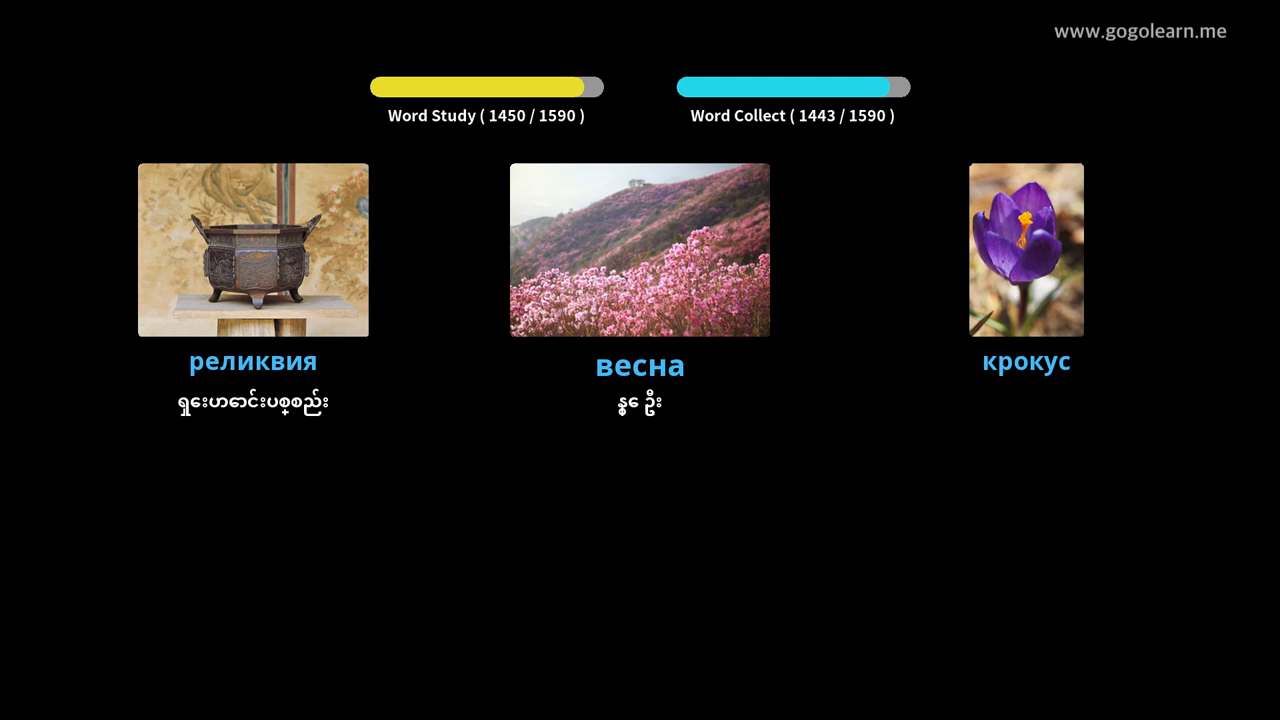 www.gogolearn.me
Word Study ( 1450 / 1590 )
Word Collect ( 1443 / 1590 )
реликвия
весна
крокус
ရှေးဟောင်းပစ္စည်း
နွေ ဦး